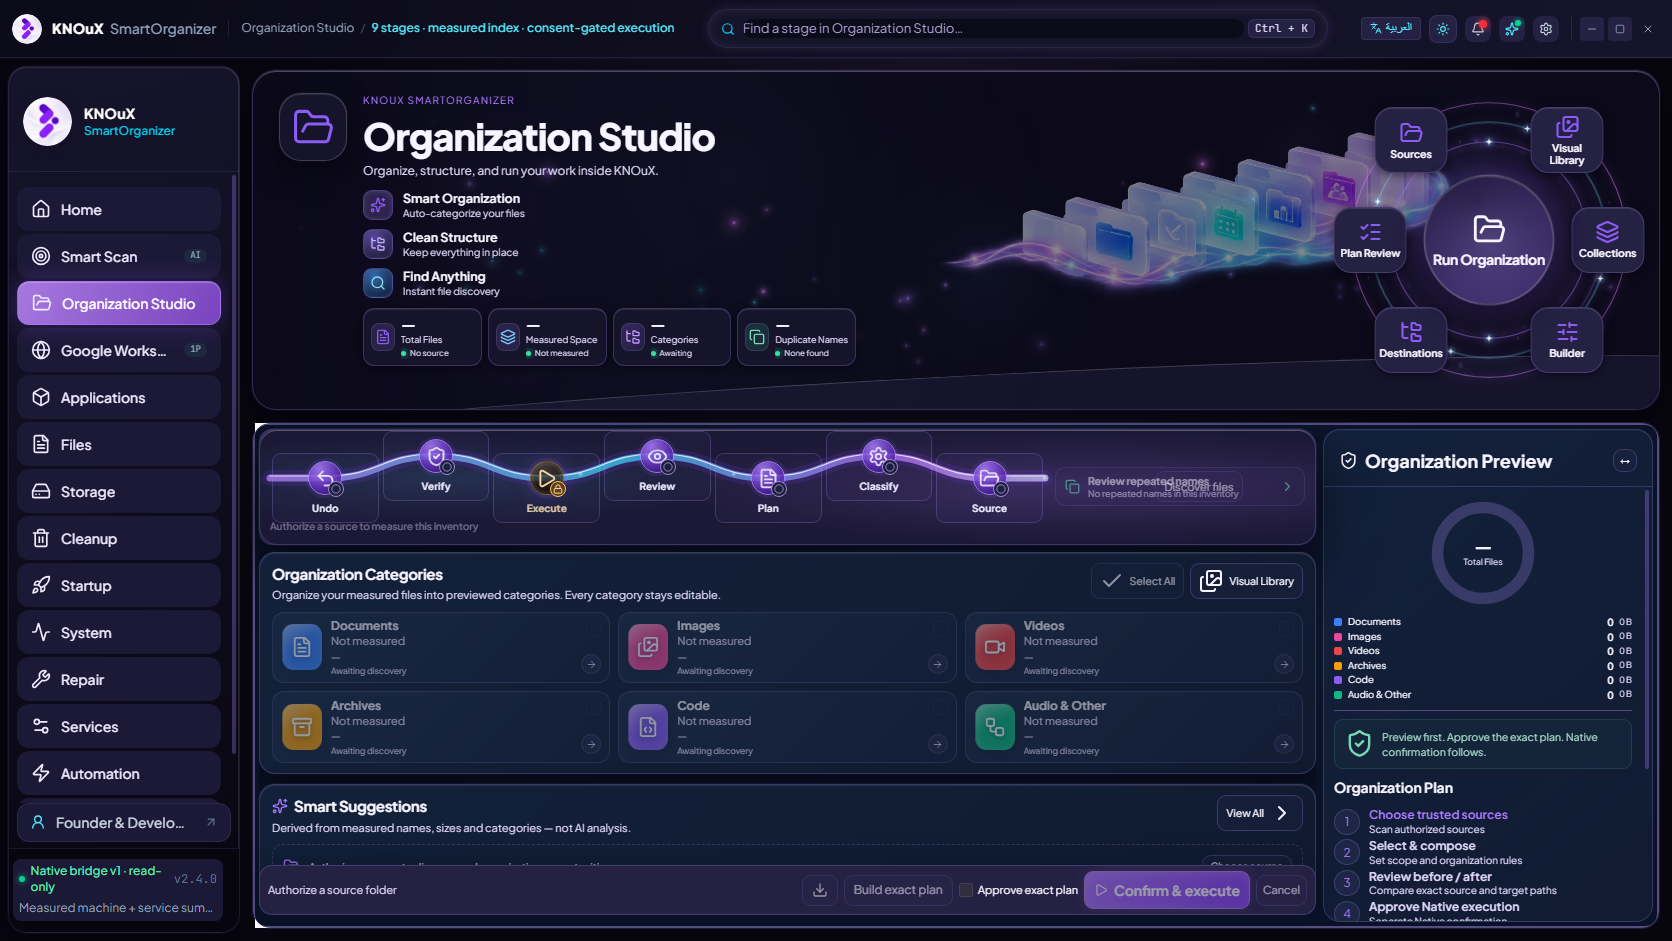 KNOuX SmartOrganizer
Organization Studio / 9 stages · measured index · consent-gated execution
Find a stage in Organization Studio...
Ctrl + K
العربية
KNOuX
SmartOrganizer
Home
Smart Scan
AI
Organization Studio
Google Works...
1P
Applications
Files
Storage
Cleanup
Startup
System
Repair
Services
Automation
Founder & Develo...
Native bridge v1 · read-only
v2.4.0
Measured machine + service sum...
KNOUX SMARTORGANIZER
Organization Studio
Organize, structure, and run your work inside KNOuX.
Smart Organization
Auto-categorize your files
Clean Structure
Keep everything in place
Find Anything
Instant file discovery
—
Total Files
No source
—
Measured Space
Not measured
—
Categories
Awaiting
—
Duplicate Names
None found
Sources
Visual Library
Plan Review
Run Organization
Collections
Destinations
Builder
Undo
Verify
Execute
Review
Plan
Classify
Source
Authorize a source to measure this inventory
Review repeated names
No repeated names in this inventory
Discover files
Organization Categories
Organize your measured files into previewed categories. Every category stays editable.
Select All
Visual Library
Documents
Not measured
—
Awaiting discovery
Images
Not measured
—
Awaiting discovery
Videos
Not measured
—
Awaiting discovery
Archives
Not measured
—
Awaiting discovery
Code
Not measured
—
Awaiting discovery
Audio & Other
Not measured
—
Awaiting discovery
Smart Suggestions
Derived from measured names, sizes and categories — not AI analysis.
View All
Authorize a source folder
Build exact plan
Approve exact plan
Confirm & execute
Cancel
Organization Preview
—
Total Files
Documents 0 0 B
Images 0 0 B
Videos 0 0 B
Archives 0 0 B
Code 0 0 B
Audio & Other 0 0 B
Preview first. Approve the exact plan. Native confirmation follows.
Organization Plan
1 Choose trusted sources
Scan authorized sources
2 Select & compose
Set scope and organization rules
3 Review before / after
Compare exact source and target paths
4 Approve Native execution
Separate Native confirmation